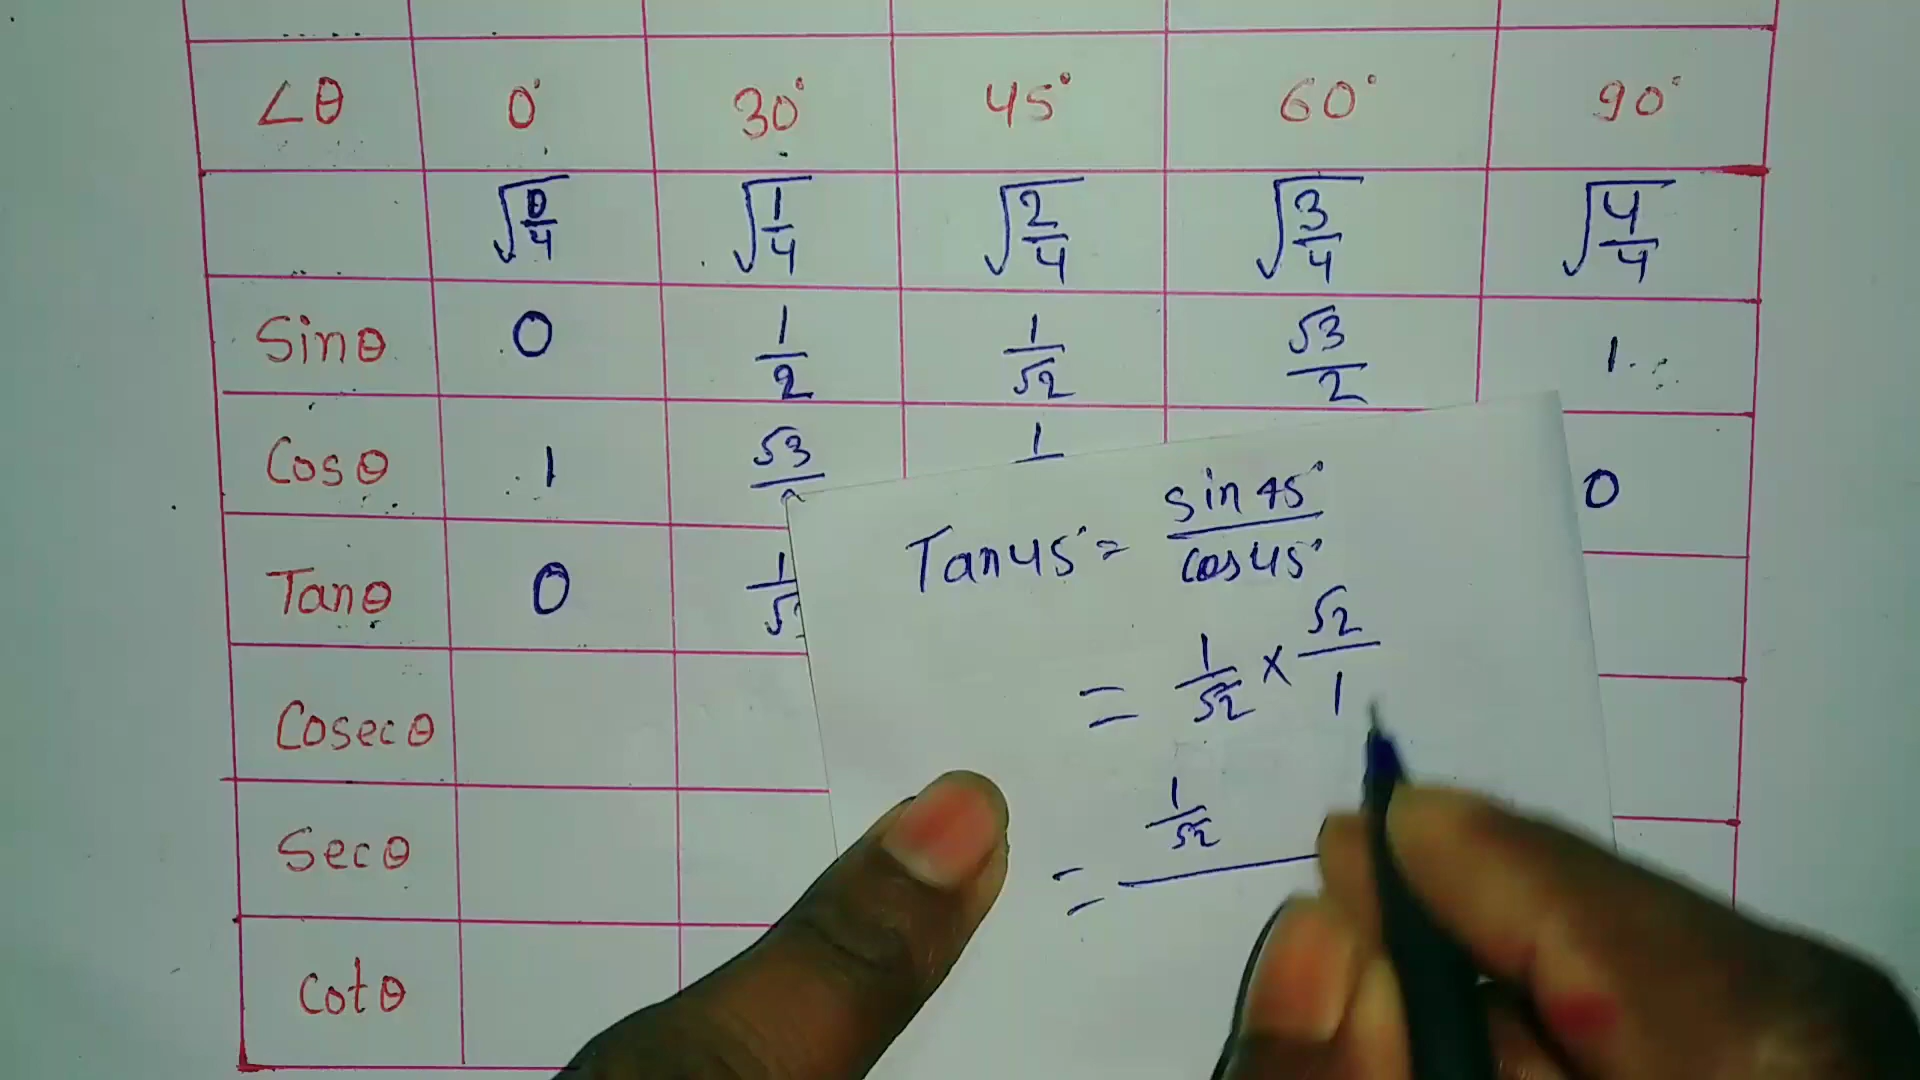 ∠θ 0° 30° 45° 60° 90°
√0/4 √1/4 √2/4 √3/4 √4/4
Sinθ 0 1/2 1/√2 √3/2 1
Cosθ 1 √3/ 1/ 0
Tanθ 0 1/√
Cosecθ
Secθ
Cotθ
Tan45° = sin45°/cos45°
= 1/√2 × √2/1
= 1/√2